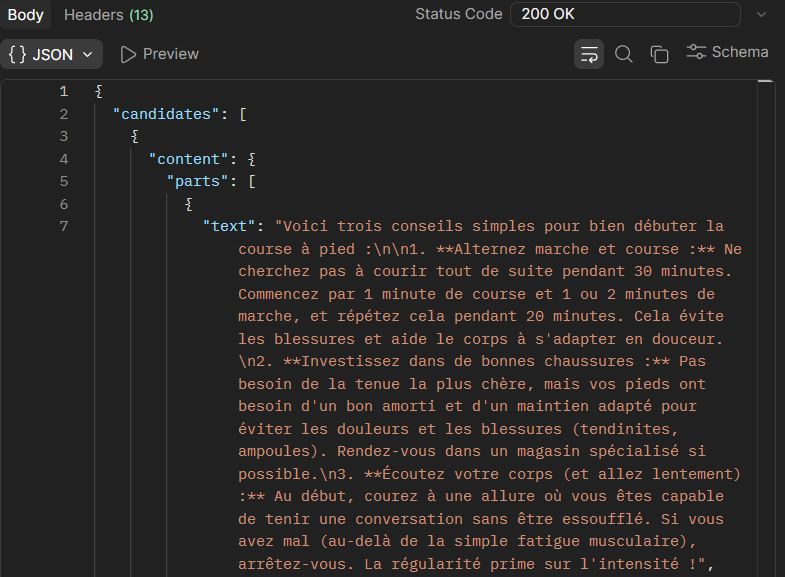 Body Headers (13) Status Code 200 OK
{} JSON Preview Schema
1 {
2 "candidates": [
3 {
4 "content": {
5 "parts": [
6 {
7 "text": "Voici trois conseils simples pour bien débuter la
course à pied :\n\n1. **Alternez marche et course :** Ne
cherchez pas à courir tout de suite pendant 30 minutes.
Commencez par 1 minute de course et 1 ou 2 minutes de
marche, et répétez cela pendant 20 minutes. Cela évite
les blessures et aide le corps à s'adapter en douceur.
\n2. **Investissez dans de bonnes chaussures :** Pas
besoin de la tenue la plus chère, mais vos pieds ont
besoin d'un bon amorti et d'un maintien adapté pour
éviter les douleurs et les blessures (tendinites,
ampoules). Rendez-vous dans un magasin spécialisé si
possible.\n3. **Écoutez votre corps (et allez lentement)
:** Au début, courez à une allure où vous êtes capable
de tenir une conversation sans être essoufflé. Si vous
avez mal (au-delà de la simple fatigue musculaire),
arrêtez-vous. La régularité prime sur l'intensité !",